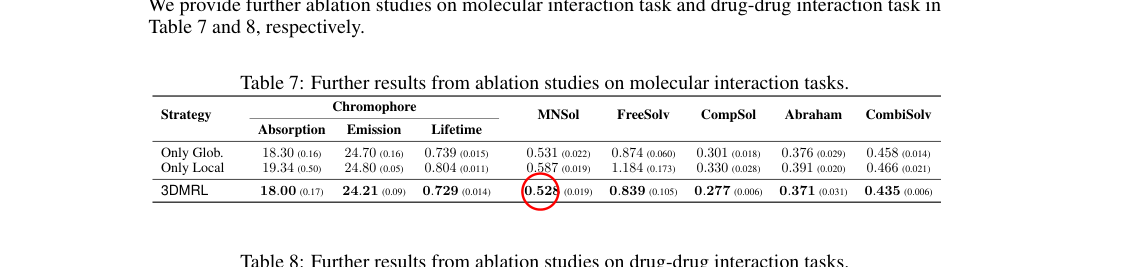 We provide further ablation studies on molecular interaction task and drug-drug interaction task in
Table 7 and 8, respectively.
Table 7: Further results from ablation studies on molecular interaction tasks.
Strategy Chromophore MNSol FreeSolv CompSol Abraham CombiSolv
Absorption Emission Lifetime
Only Glob. 18.30 (0.16) 24.70 (0.16) 0.739 (0.015) 0.531 (0.022) 0.874 (0.060) 0.301 (0.018) 0.376 (0.029) 0.458 (0.014)
Only Local 19.34 (0.50) 24.80 (0.05) 0.804 (0.011) 0.587 (0.019) 1.184 (0.173) 0.330 (0.028) 0.391 (0.020) 0.466 (0.021)
3DMRL 18.00 (0.17) 24.21 (0.09) 0.729 (0.014) 0.528 (0.019) 0.839 (0.105) 0.277 (0.006) 0.371 (0.031) 0.435 (0.006)
Table 8: Further results from ablation studies on drug-drug interaction tasks.